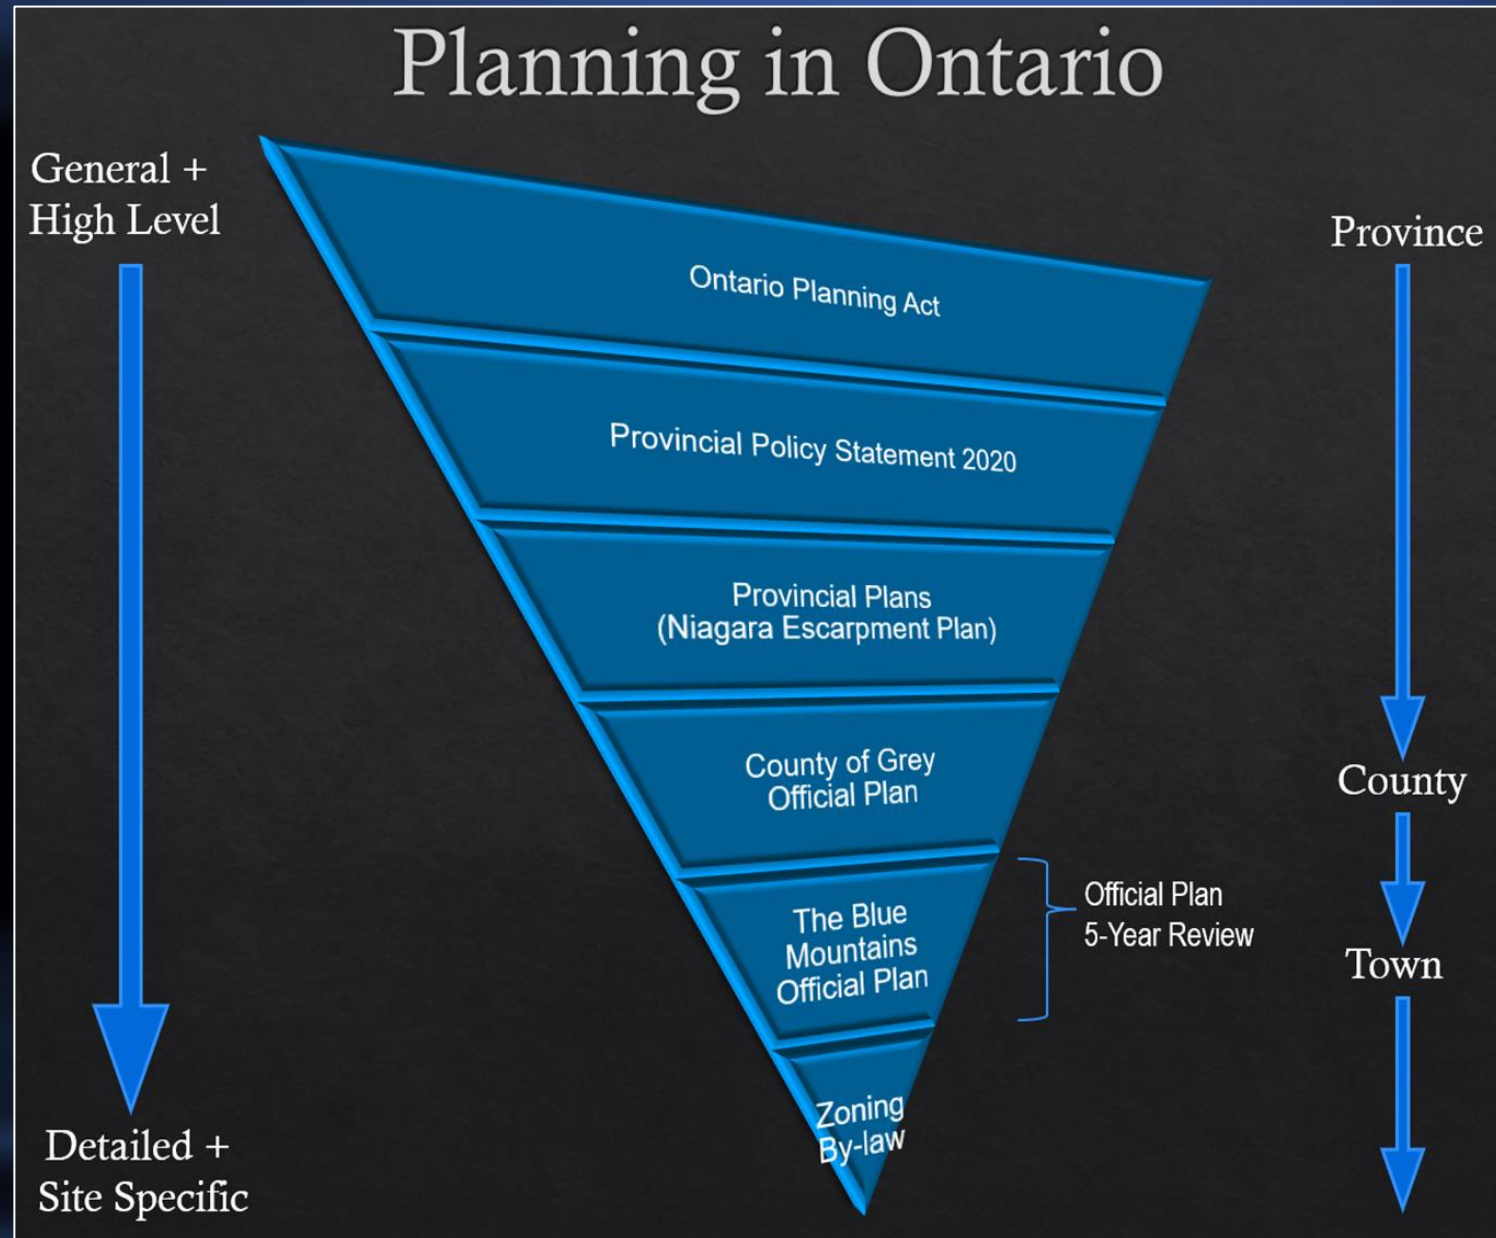 Planning in Ontario
General +
High Level
Province
Ontario Planning Act
Provincial Policy Statement 2020
Provincial Plans
(Niagara Escarpment Plan)
County of Grey
Official Plan
County
The Blue
Mountains
Official Plan
Official Plan
5-Year Review
Town
Zoning
By-law
Detailed +
Site Specific